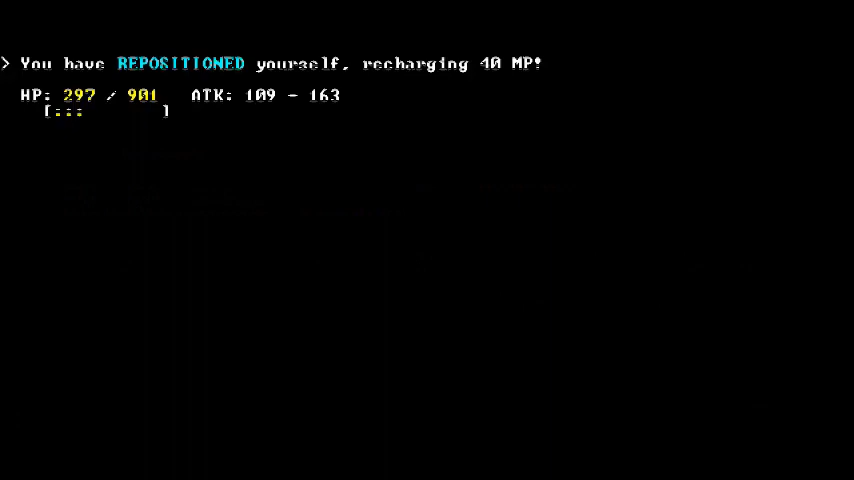 > You have REPOSITIONED yourself, recharging 40 MP!
HP: 297 / 901 ATK: 109 - 163
[::: ]